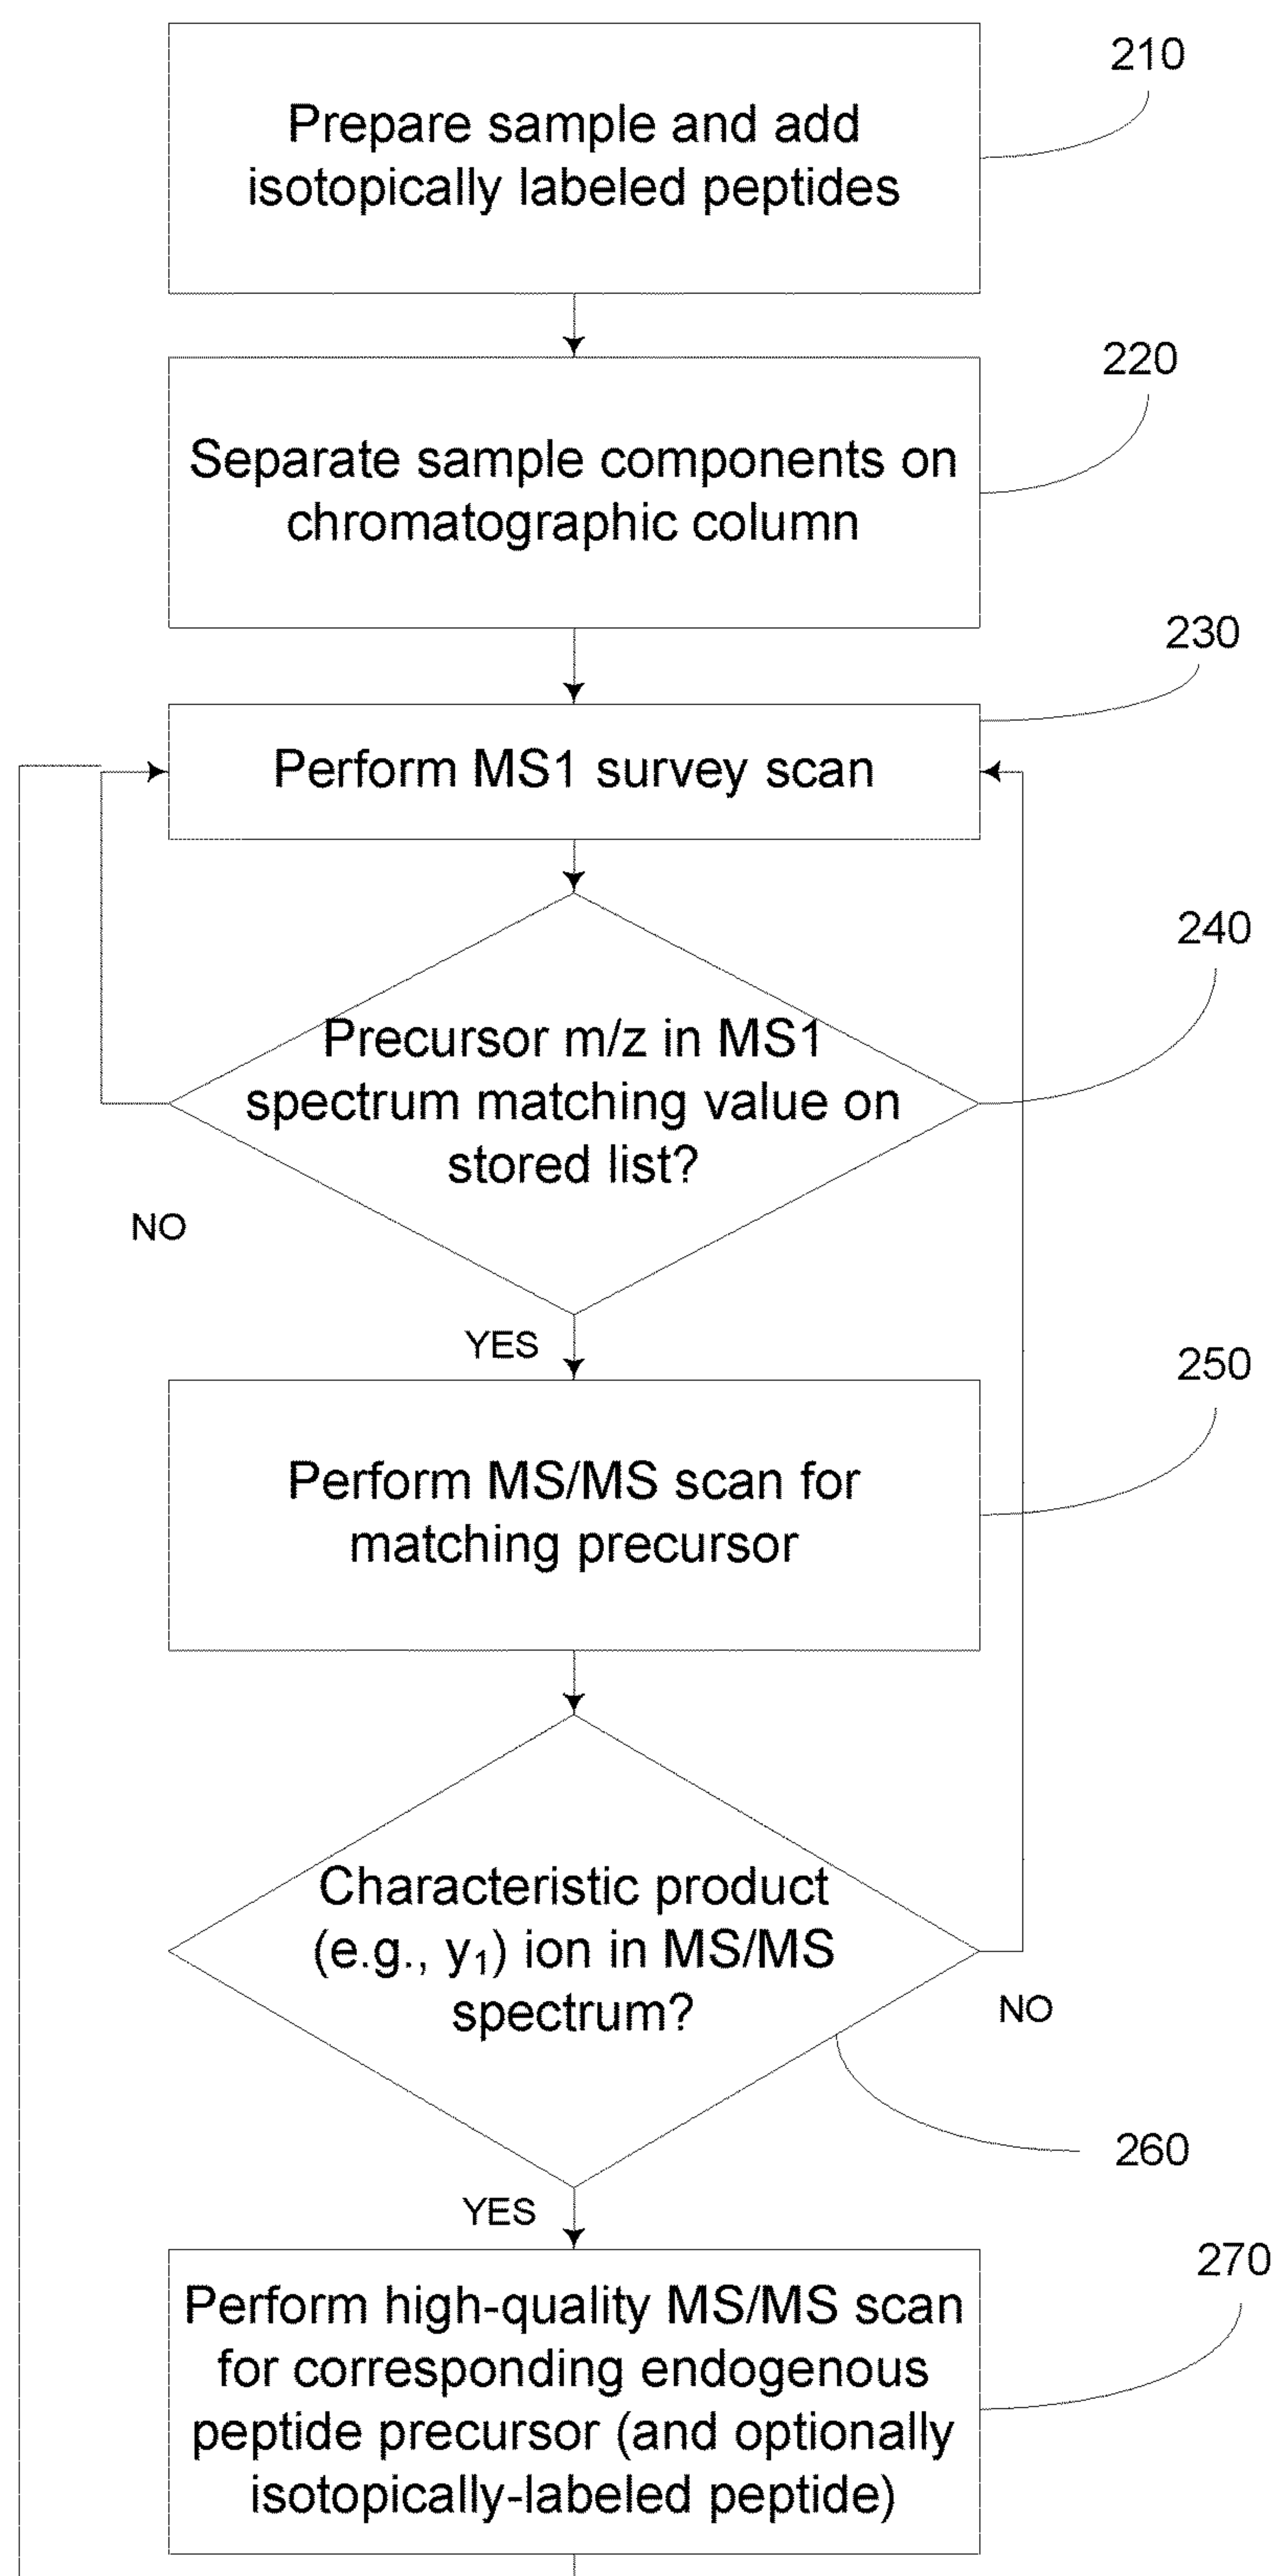 210
Prepare sample and add
isotopically labeled peptides
220
Separate sample components on
chromatographic column
230
Perform MS1 survey scan
240
Precursor m/z in MS1
spectrum matching value on
stored list?
NO
YES
250
Perform MS/MS scan for
matching precursor
Characteristic product
(e.g., y₁) ion in MS/MS
spectrum?
NO
260
YES
270
Perform high-quality MS/MS scan
for corresponding endogenous
peptide precursor (and optionally
isotopically-labeled peptide)